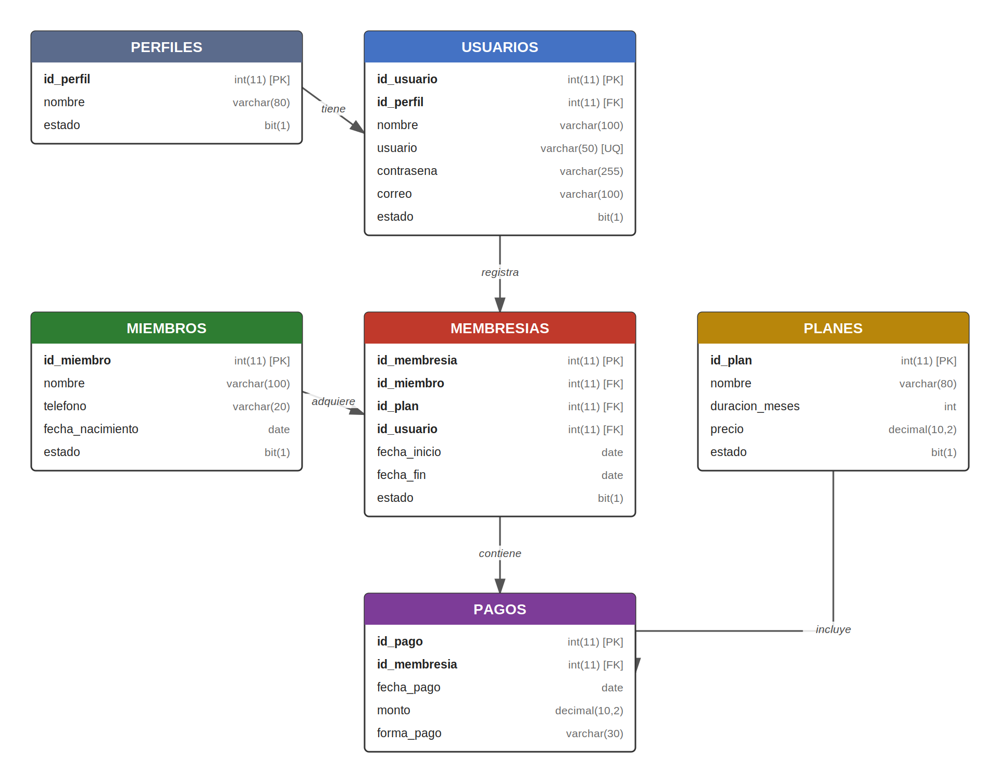 PERFILES
id_perfil int(11) [PK]
nombre varchar(80)
estado bit(1)
tiene
USUARIOS
id_usuario int(11) [PK]
id_perfil int(11) [FK]
nombre varchar(100)
usuario varchar(50) [UQ]
contrasena varchar(255)
correo varchar(100)
estado bit(1)
registra
MIEMBROS
id_miembro int(11) [PK]
nombre varchar(100)
telefono varchar(20)
fecha_nacimiento date
estado bit(1)
adquiere
MEMBRESIAS
id_membresia int(11) [PK]
id_miembro int(11) [FK]
id_plan int(11) [FK]
id_usuario int(11) [FK]
fecha_inicio date
fecha_fin date
estado bit(1)
PLANES
id_plan int(11) [PK]
nombre varchar(80)
duracion_meses int
precio decimal(10,2)
estado bit(1)
contiene
incluye
PAGOS
id_pago int(11) [PK]
id_membresia int(11) [FK]
fecha_pago date
monto decimal(10,2)
forma_pago varchar(30)